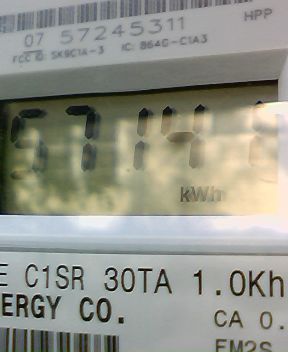 HPP
07 57245311
FCC ID: SK9C1A-3 IC: 864G-C1A3
5714
kWh
E C1SR 30TA 1.0Kh
ERGY CO.
CA 0.
FM2S